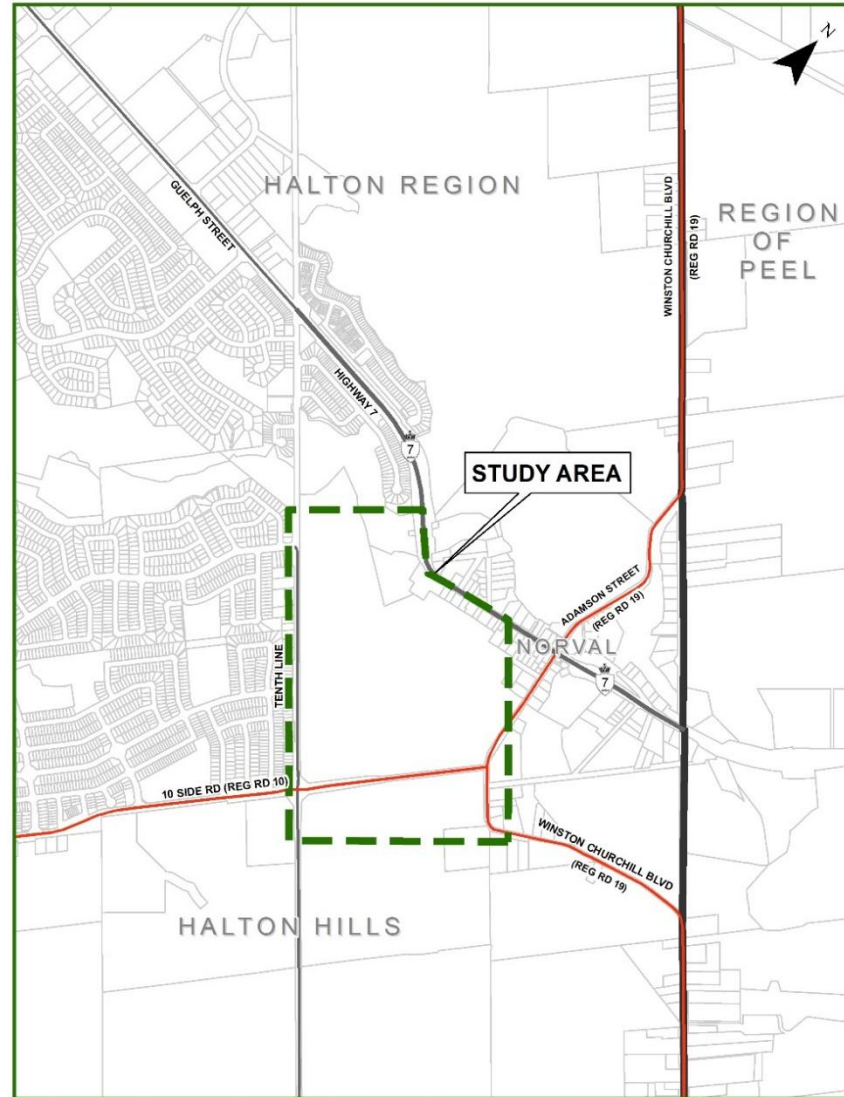 N
HALTON REGION
GUELPH STREET
WINSTON CHURCHILL BLVD
(REG RD 19)
REGION
OF
PEEL
HIGHWAY 7
7
STUDY AREA
ADAMSON STREET
(REG RD 19)
NORVAL
7
TENTH LINE
10 SIDE RD (REG RD 10)
WINSTON CHURCHILL BLVD
(REG RD 19)
HALTON HILLS